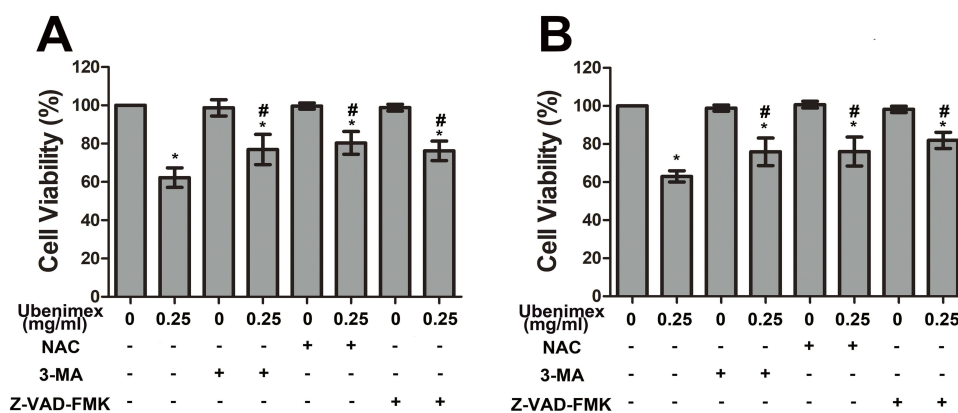 A
Cell Viability (%)
120
100
80
60
40
20
0
*
#
*
#
*
#
*
Ubenimex
(mg/ml)
0 0.25 0 0.25 0 0.25 0 0.25
NAC - - - - + + - -
3-MA - - + + - - - -
Z-VAD-FMK - - - - - - + +
B
Cell Viability (%)
120
100
80
60
40
20
0
*
#
*
#
*
#
*
Ubenimex
(mg/ml)
0 0.25 0 0.25 0 0.25 0 0.25
NAC - - - - + + - -
3-MA - - + + - - - -
Z-VAD-FMK - - - - - - + +